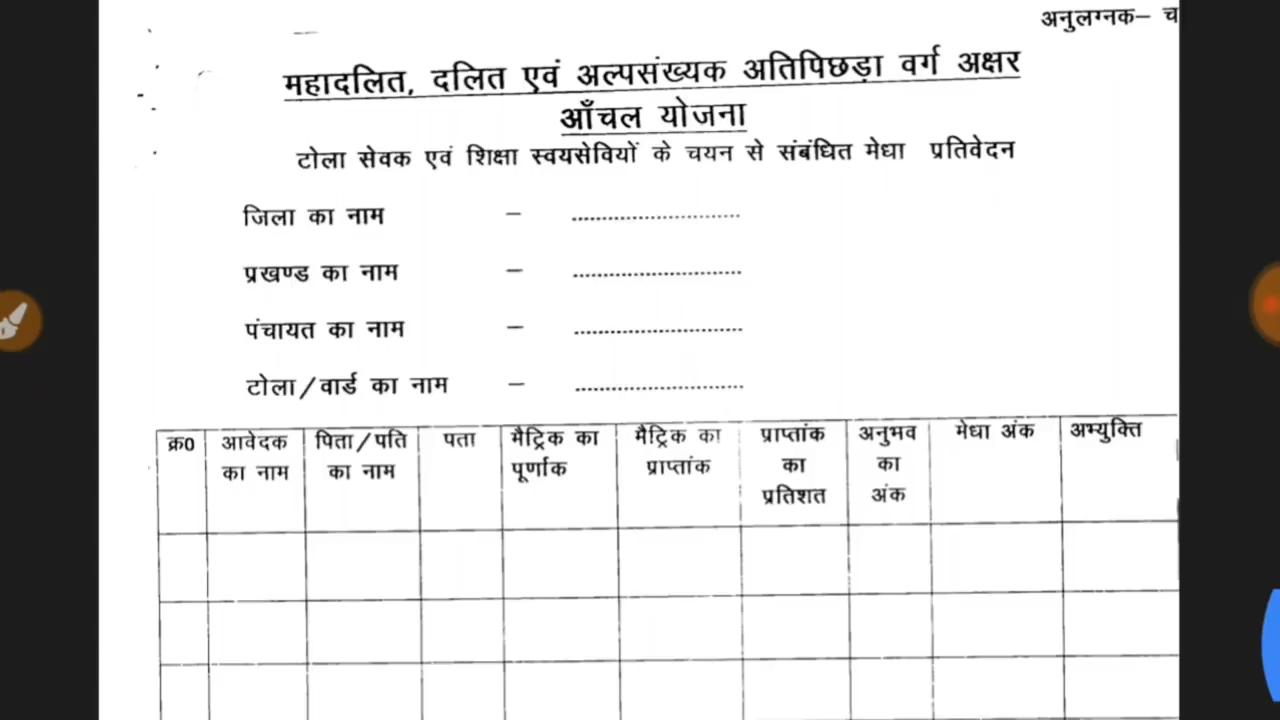 अनुलग्नक– च
महादलित, दलित एवं अल्पसंख्यक अतिपिछड़ा वर्ग अक्षर
आँचल योजना
टोला सेवक एवं शिक्षा स्वयसेवियों के चयन से संबंधित मेधा प्रतिवेदन
जिला का नाम – ............................
प्रखण्ड का नाम – ............................
पंचायत का नाम – ............................
टोला/वार्ड का नाम – ............................
क्र0 आवेदक का नाम पिता/पति का नाम पता मैट्रिक का पूर्णाक मैट्रिक का प्राप्तांक प्राप्तांक का प्रतिशत अनुभव का अंक मेधा अंक अभ्युक्ति